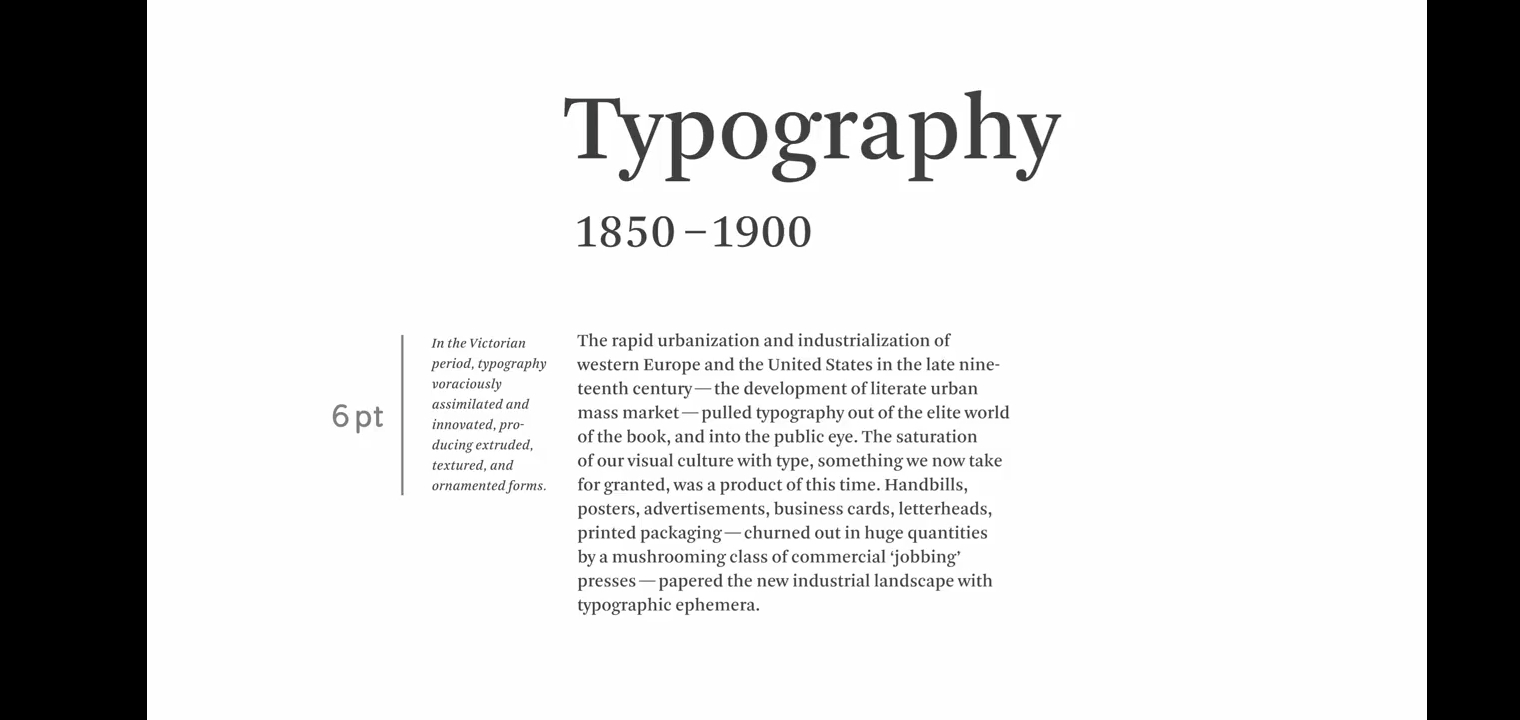 Typography
1850 – 1900
6 pt
In the Victorian
period, typography
voraciously
assimilated and
innovated, pro-
ducing extruded,
textured, and
ornamented forms.
The rapid urbanization and industrialization of
western Europe and the United States in the late nine-
teenth century — the development of literate urban
mass market — pulled typography out of the elite world
of the book, and into the public eye. The saturation
of our visual culture with type, something we now take
for granted, was a product of this time. Handbills,
posters, advertisements, business cards, letterheads,
printed packaging — churned out in huge quantities
by a mushrooming class of commercial ‘jobbing’
presses — papered the new industrial landscape with
typographic ephemera.